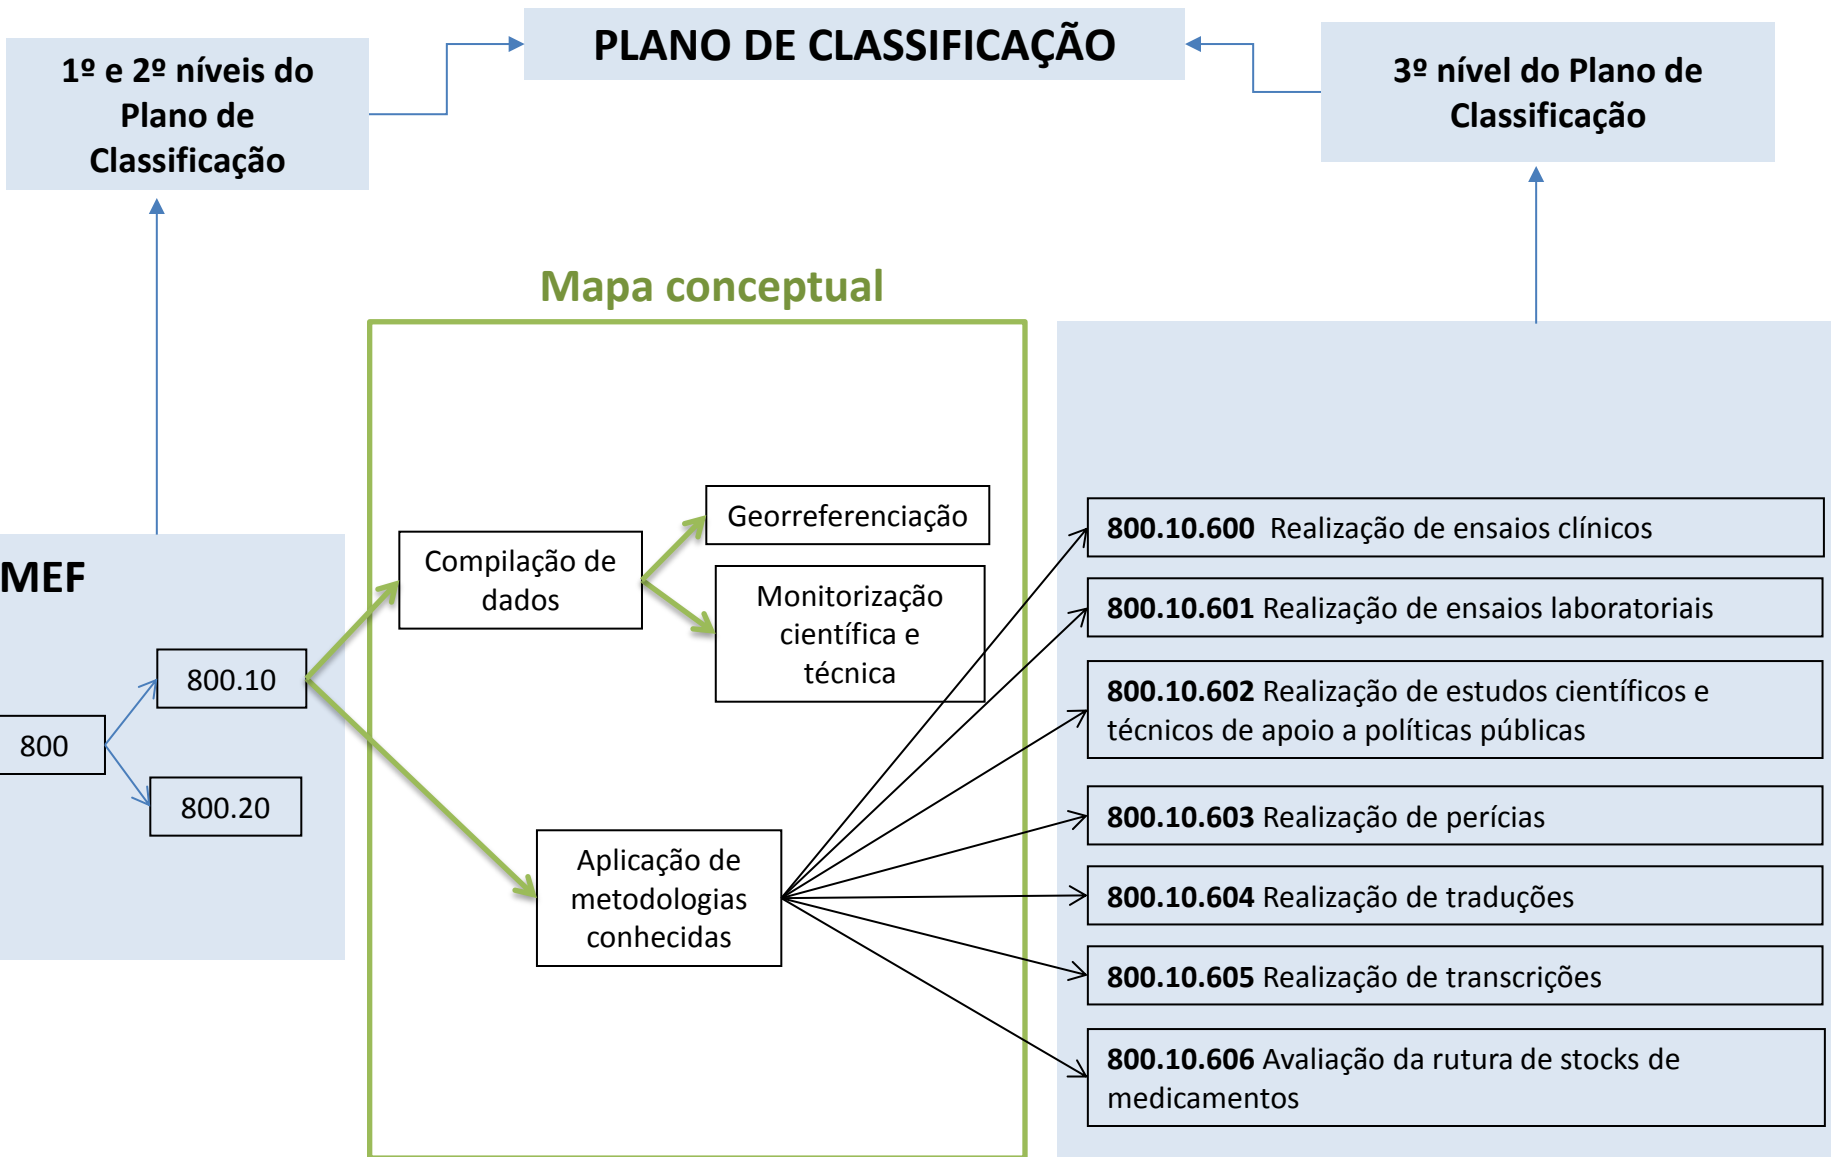 PLANO DE CLASSIFICAÇÃO
1º e 2º níveis do
Plano de
Classificação
3º nível do Plano de
Classificação
Mapa conceptual
MEF
800
800.10
800.20
Compilação de
dados
Georreferenciação
Monitorização
científica e
técnica
Aplicação de
metodologias
conhecidas
800.10.600 Realização de ensaios clínicos
800.10.601 Realização de ensaios laboratoriais
800.10.602 Realização de estudos científicos e
técnicos de apoio a políticas públicas
800.10.603 Realização de perícias
800.10.604 Realização de traduções
800.10.605 Realização de transcrições
800.10.606 Avaliação da rutura de stocks de
medicamentos